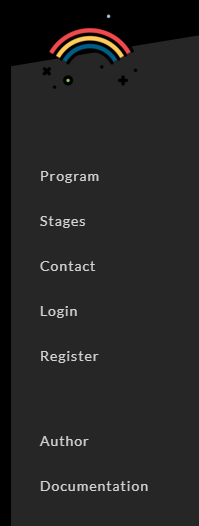 Program
Stages
Contact
Login
Register
Author
Documentation